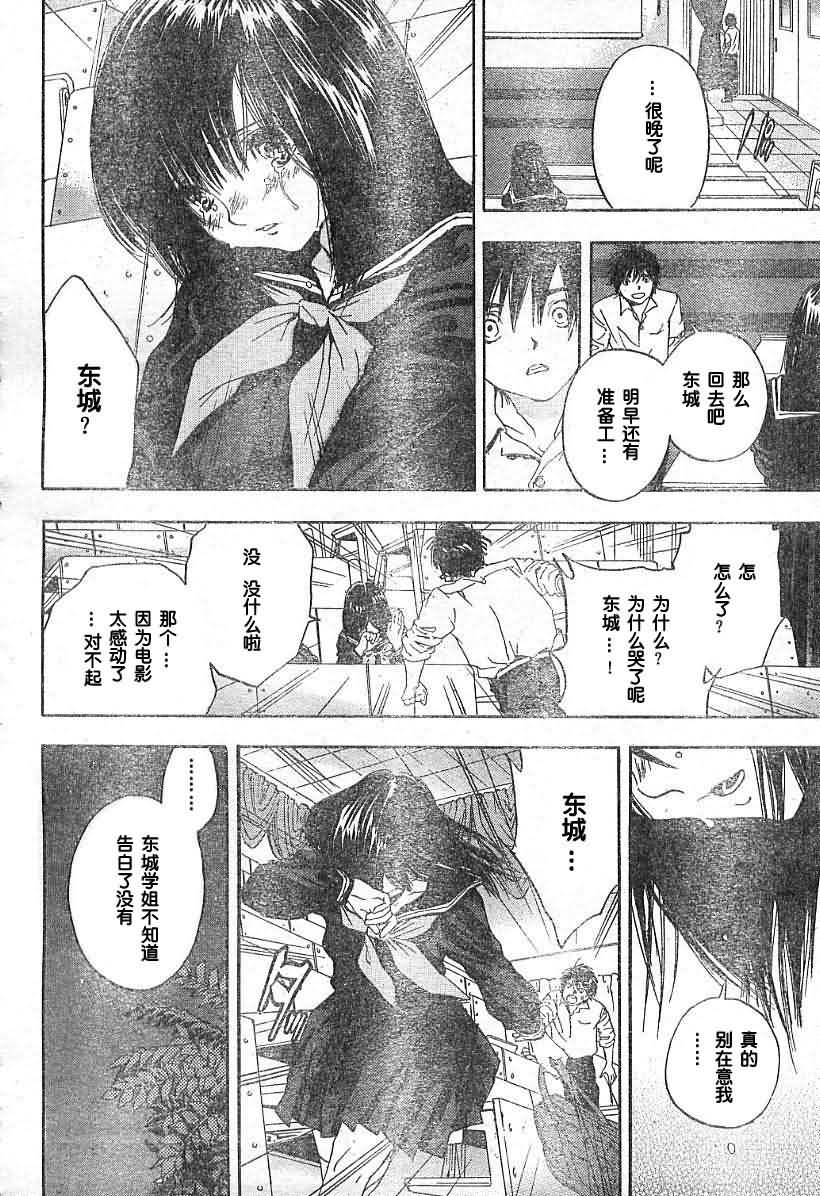 …很晚了呢
那么
回去吧
东城
明早还有
准备工…
东城？
怎
怎么了？
为什么？
为什么哭了呢
东城…！
没 没什么啦
那个…
因为电影
太感动了
…对不起
真的
别在意我
……
东城…
………
东城学姐不知道
告白了没有